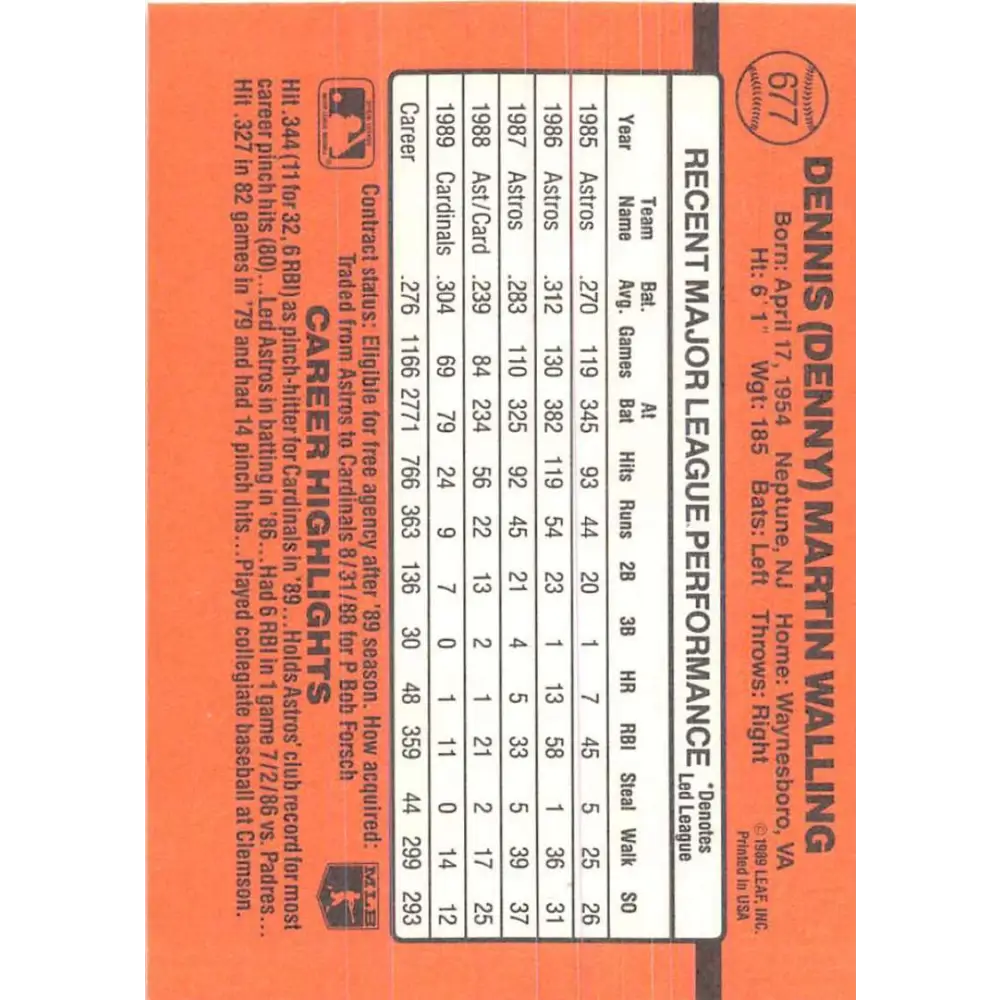 677
DENNIS (DENNY) MARTIN WALLING
Born: April 17, 1954 Neptune, NJ Home: Waynesboro, VA
Ht: 6' 1" Wgt: 185 Bats: Left Throws: Right
©1989 LEAF, INC.
Printed in USA
RECENT MAJOR LEAGUE PERFORMANCE
*Denotes
Led League
Year Team Name Bat. Avg. Games At Bat Hits Runs 2B 3B HR RBI Steal Walk SO
1985 Astros .270 119 345 93 44 20 1 7 45 5 25 26
1986 Astros .312 130 382 119 54 23 1 13 58 1 36 31
1987 Astros .283 110 325 92 45 21 4 5 33 5 39 37
1988 Ast/Card .239 84 234 56 22 13 2 1 21 2 17 25
1989 Cardinals .304 69 79 24 9 7 0 1 11 0 14 12
Career .276 1166 2771 766 363 136 30 48 359 44 299 293
Contract status: Eligible for free agency after '89 season. How acquired:
Traded from Astros to Cardinals 8/31/88 for P Bob Forsch
MLB
CAREER HIGHLIGHTS
Hit .344 (11 for 32, 6 RBI) as pinch-hitter for Cardinals in '89...Holds Astros' club record for most
career pinch hits (80)...Led Astros in batting in '86...Had 6 RBI in 1 game 7/2/86 vs. Padres...
Hit .327 in 82 games in '79 and had 14 pinch hits...Played collegiate baseball at Clemson.